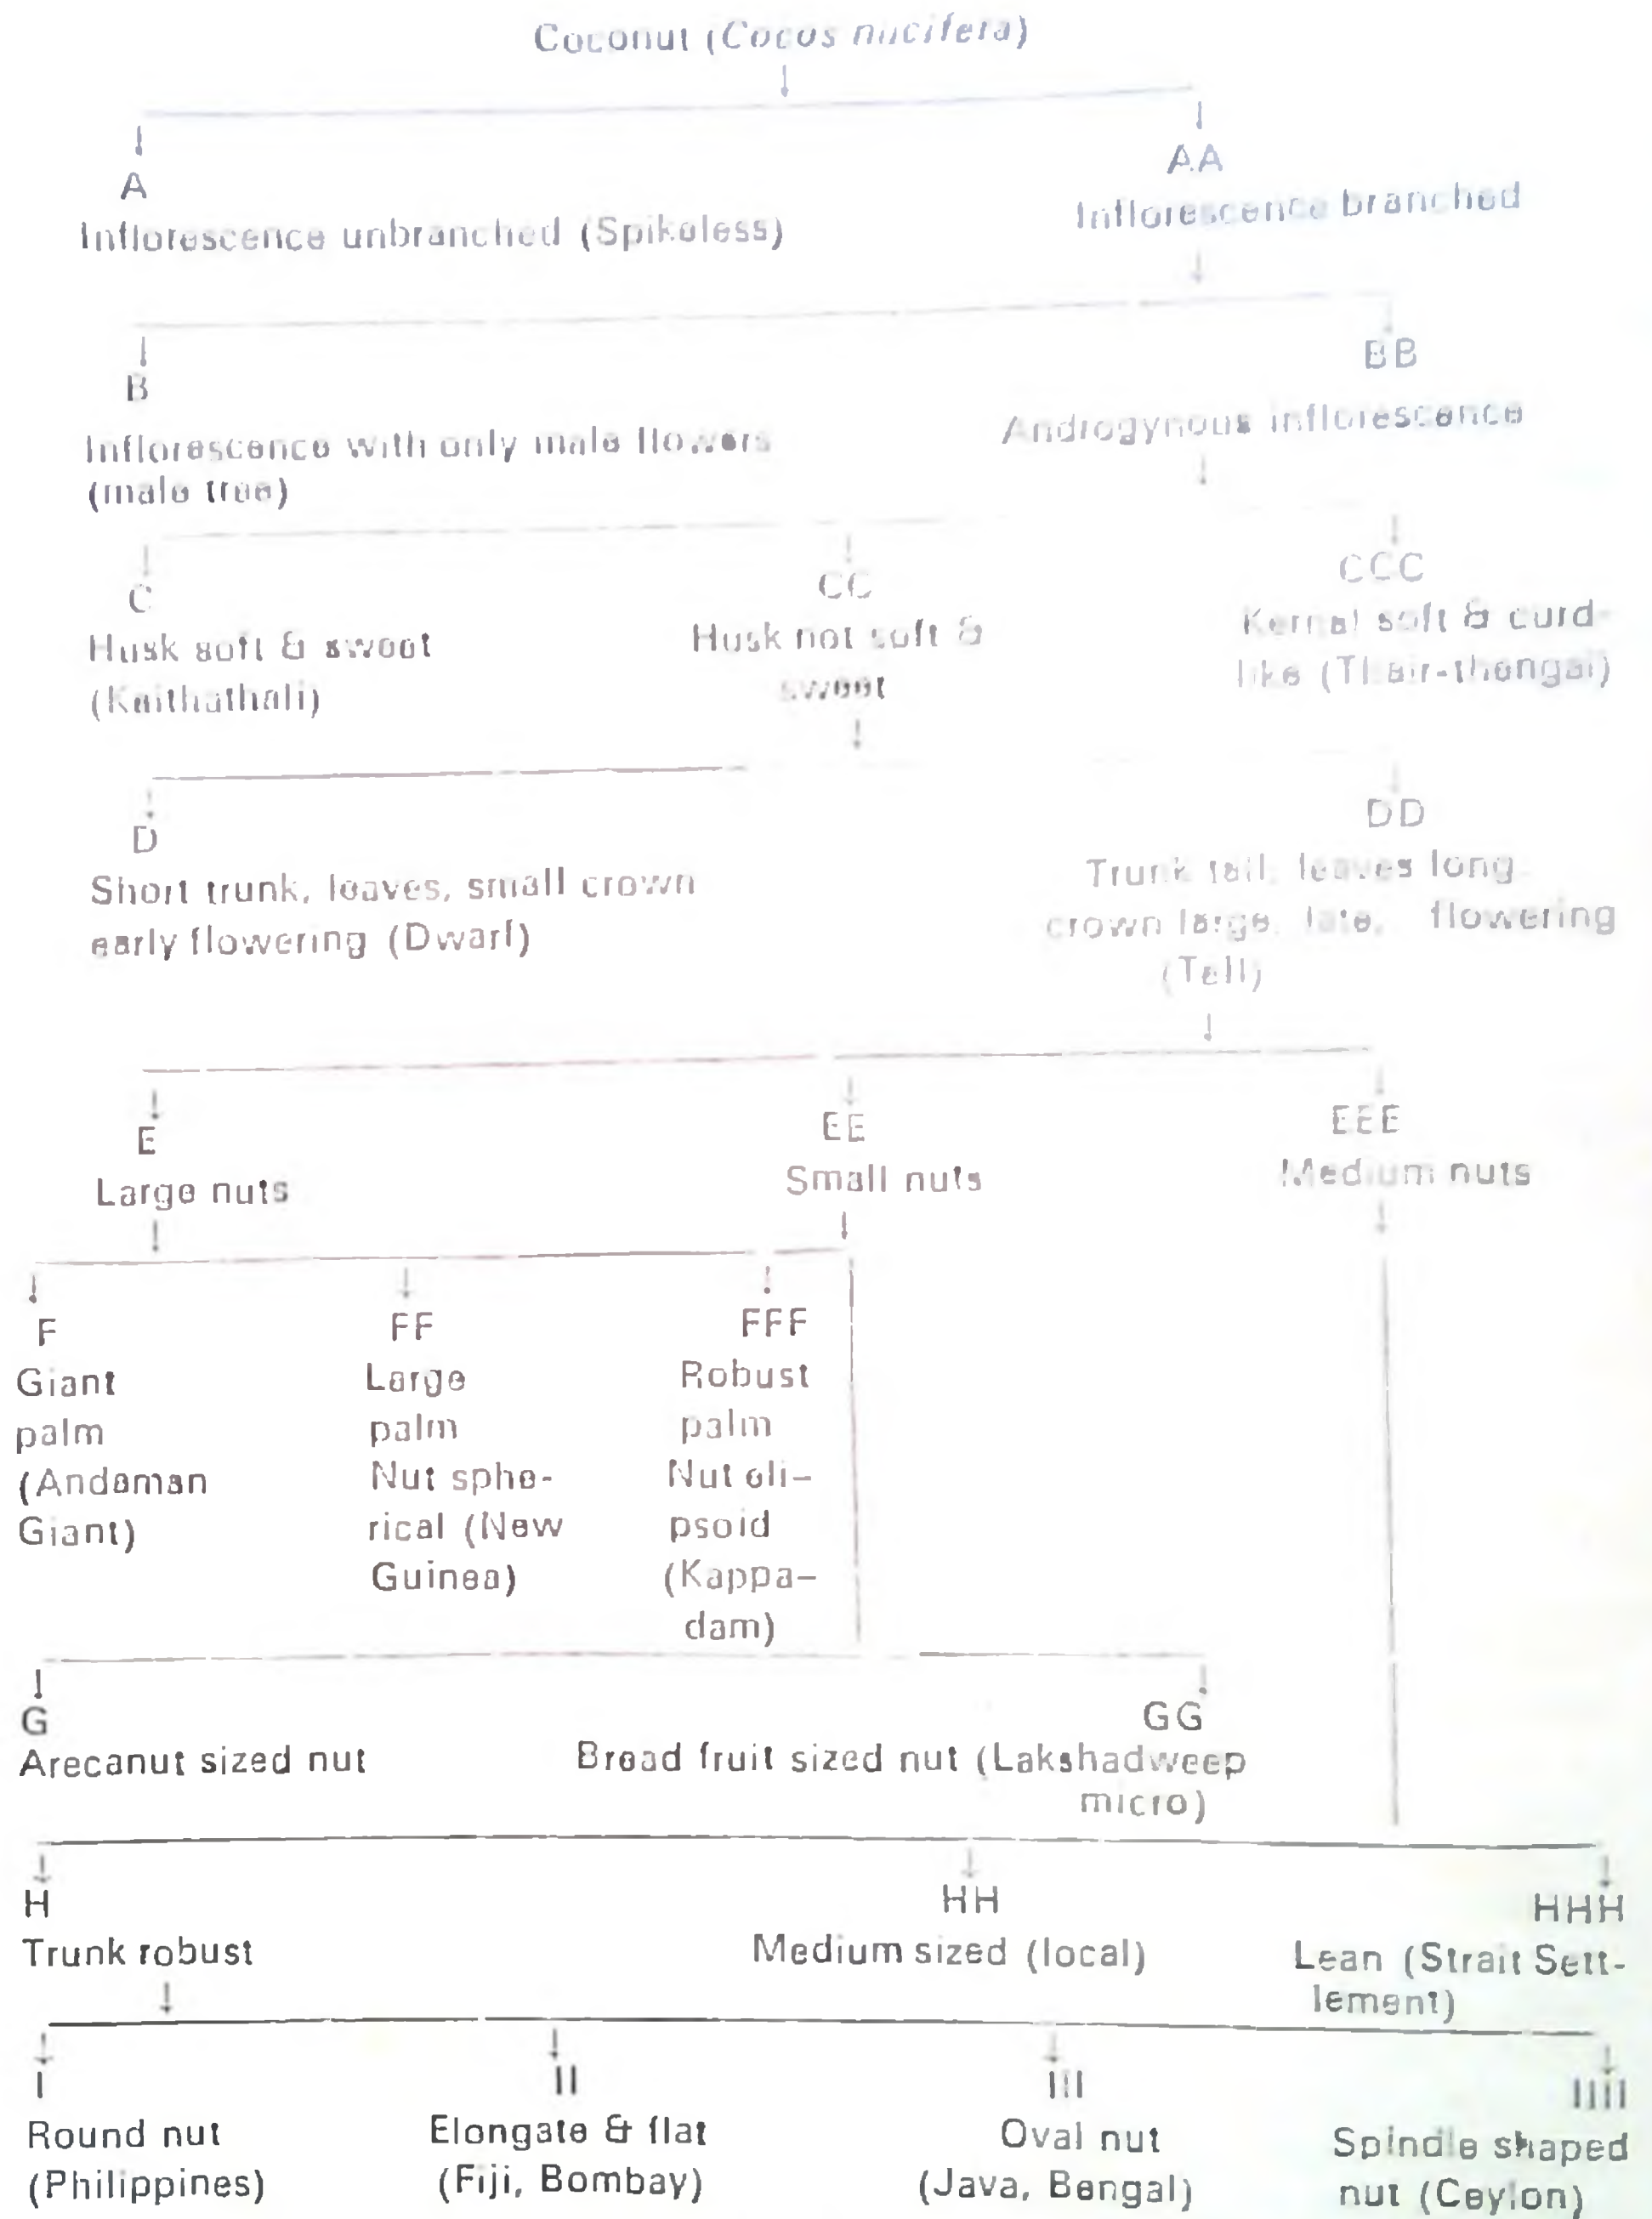 Coconut (Cocos nucifera)
A
AA
Inflorescence unbranched (Spikeless)
Inflorescence branched
B
BB
Inflorescence with only male flowers
(male tree)
Androgynous inflorescence
C
CC
CCC
Husk soft & sweet
(Kaithathali)
Husk not soft &
sweet
Kernal soft & curd-
like (Thair-thengai)
D
DD
Short trunk, leaves, small crown
early flowering (Dwarf)
Trunk tall, leaves long
crown large, late, flowering
(Tall)
E
EE
EEE
Large nuts
Small nuts
Medium nuts
F
Giant
palm
(Andaman
Giant)
FF
Large
palm
Nut sphe-
rical (New
Guinea)
FFF
Robust
palm
Nut eli-
psoid
(Kappa-
dam)
G
GG
Arecanut sized nut
Bread fruit sized nut (Lakshadweep
micro)
H
HH
HHH
Trunk robust
Medium sized (local)
Lean (Strait Sett-
lement)
I
II
III
IIII
Round nut
(Philippines)
Elongate & flat
(Fiji, Bombay)
Oval nut
(Java, Bengal)
Spindle shaped
nut (Ceylon)